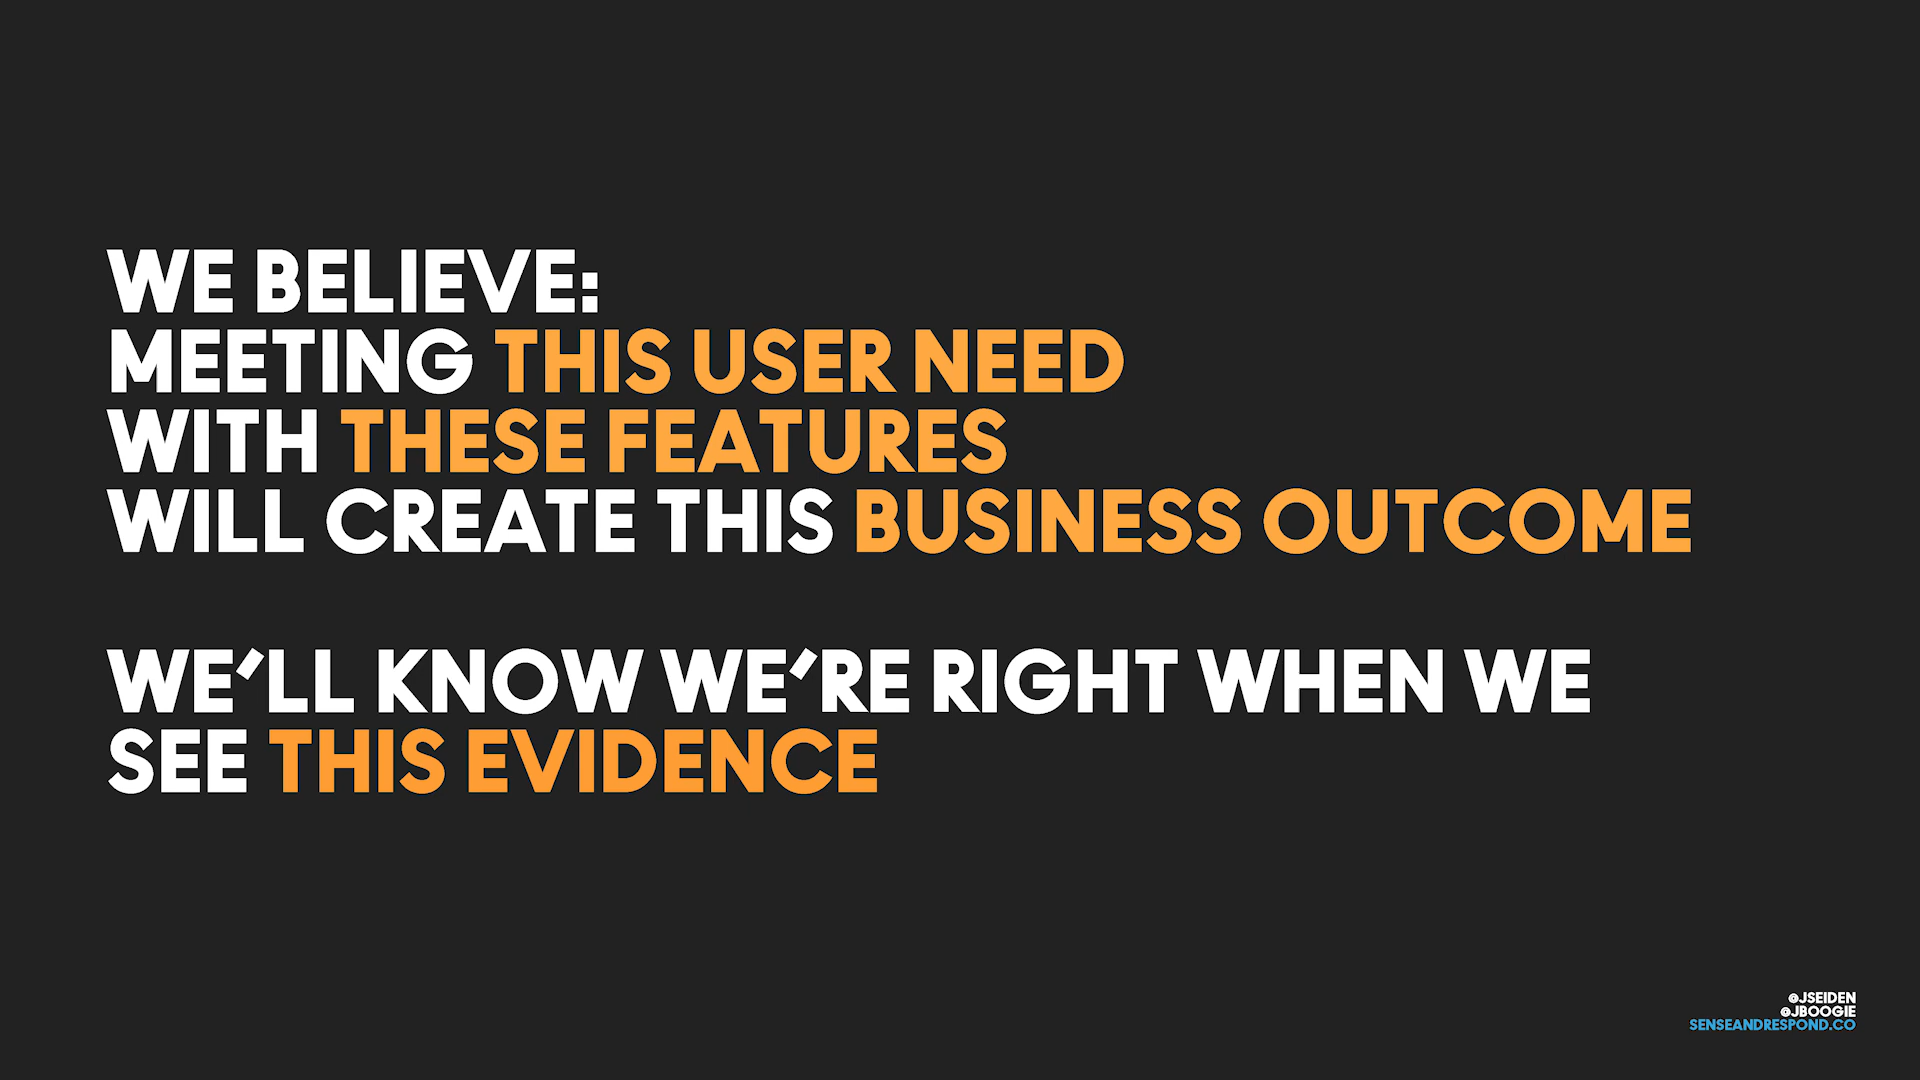 WE BELIEVE:
MEETING THIS USER NEED
WITH THESE FEATURES
WILL CREATE THIS BUSINESS OUTCOME
WE’LL KNOW WE’RE RIGHT WHEN WE
SEE THIS EVIDENCE
@JSEIDEN
@JBOOGIE
SENSEANDRESPOND.CO